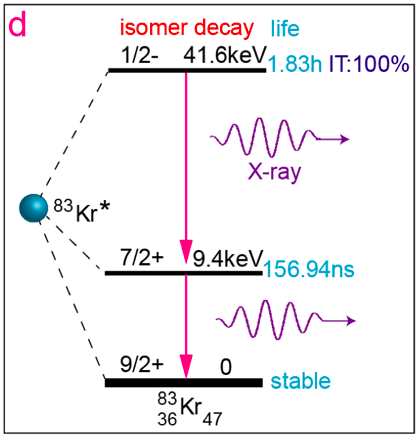 d
isomer decay life
1/2- 41.6keV
1.83h IT:100%
X-ray
83Kr*
7/2+ 9.4keV
156.94ns
9/2+ 0
stable
83
36Kr47